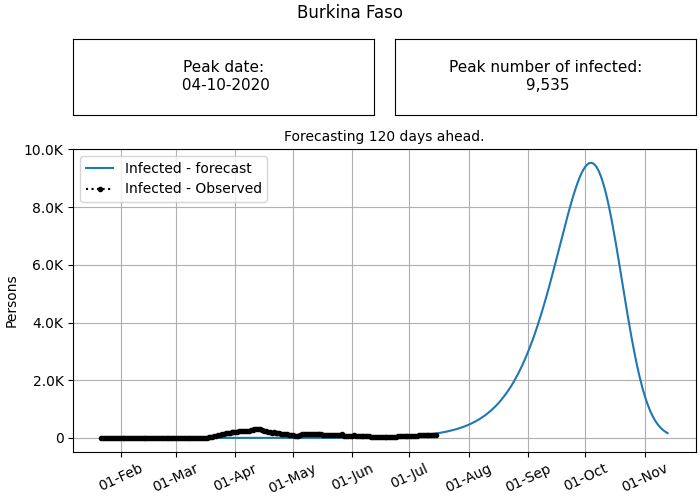 Burkina Faso
Peak date:
04-10-2020
Peak number of infected:
9,535
Forecasting 120 days ahead.
10.0K
8.0K
6.0K
4.0K
2.0K
0
Persons
Infected - forecast
Infected - Observed
01-Feb
01-Mar
01-Apr
01-May
01-Jun
01-Jul
01-Aug
01-Sep
01-Oct
01-Nov